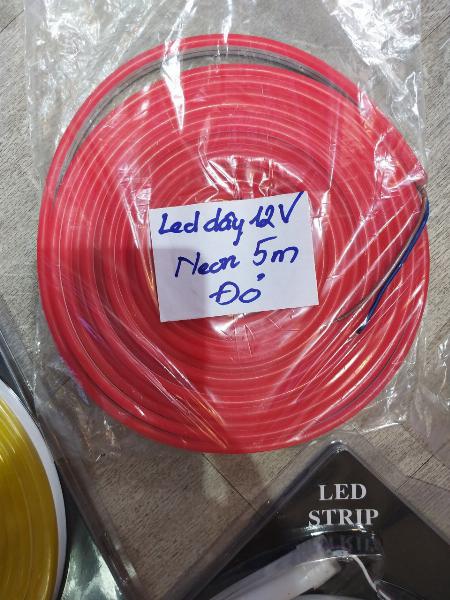 Led dây 12V
Neon 5m
Đỏ
LED
STRIP